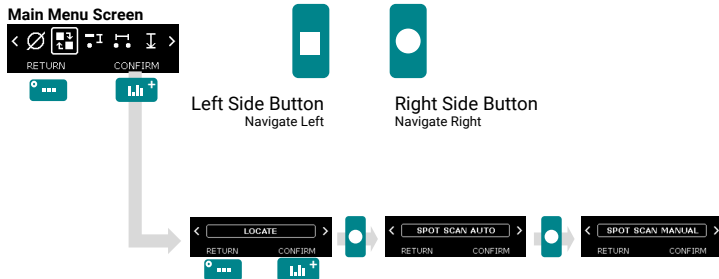 Main Menu Screen
RETURN CONFIRM
Left Side Button
Navigate Left
Right Side Button
Navigate Right
LOCATE
RETURN CONFIRM
SPOT SCAN AUTO
RETURN CONFIRM
SPOT SCAN MANUAL
RETURN CONFIRM